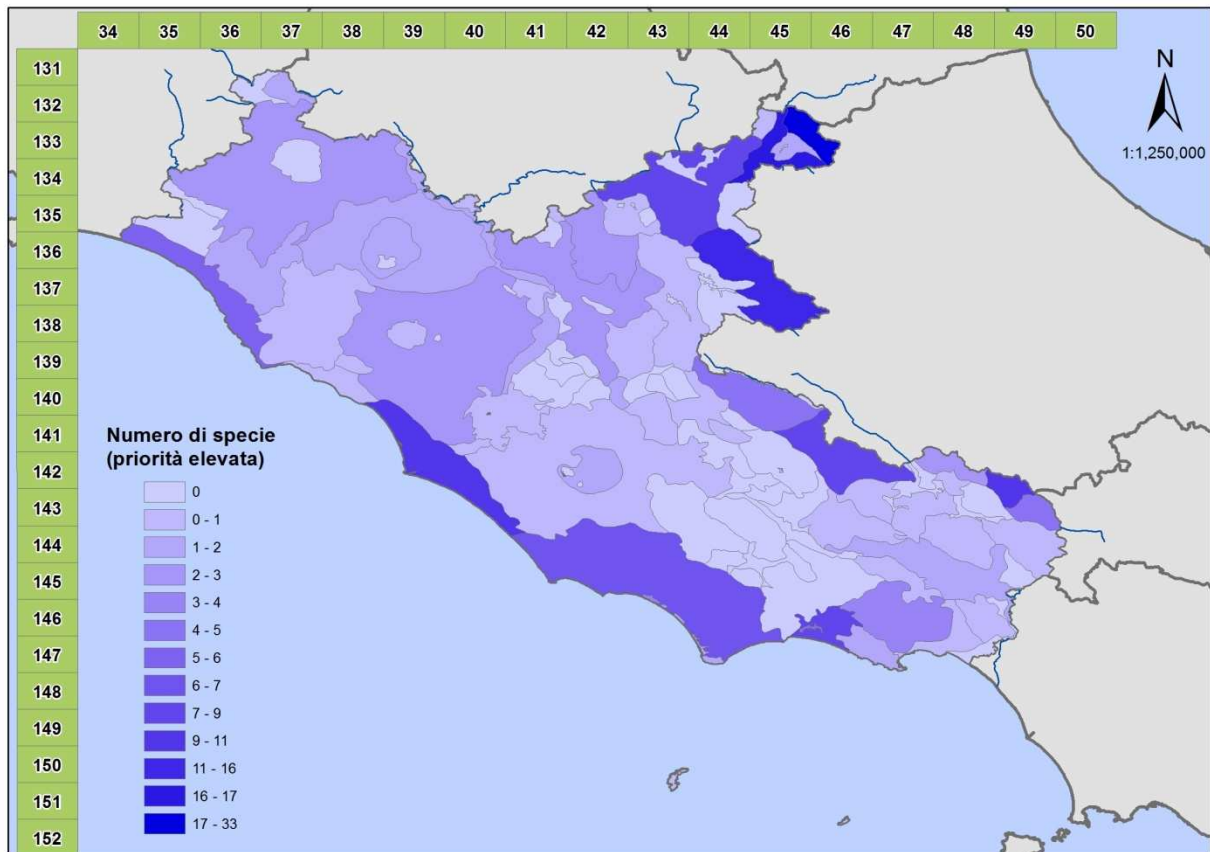 34 35 36 37 38 39 40 41 42 43 44 45 46 47 48 49 50
131
132
133
134
135
136
137
138
139
140
141
142
143
144
145
146
147
148
149
150
151
152
N
1:1,250,000
Numero di specie
(priorità elevata)
0
0 - 1
1 - 2
2 - 3
3 - 4
4 - 5
5 - 6
6 - 7
7 - 9
9 - 11
11 - 16
16 - 17
17 - 33